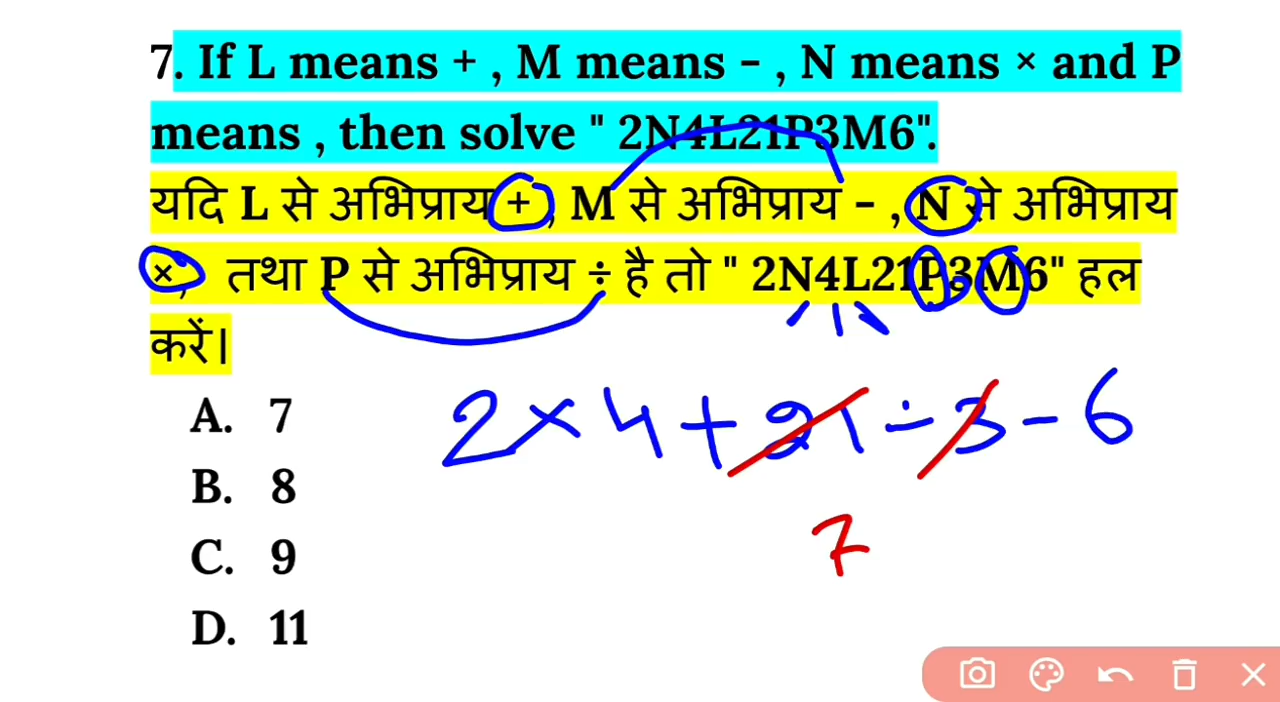 7. If L means + , M means - , N means × and P
means , then solve " 2N4L21P3M6".
यदि L से अभिप्राय + , M से अभिप्राय - , N से अभिप्राय
×, तथा P से अभिप्राय ÷ है तो " 2N4L21P3M6" हल
करें।
A. 7
B. 8
C. 9
D. 11
2 × 4 + 21 ÷ 3 - 6
7